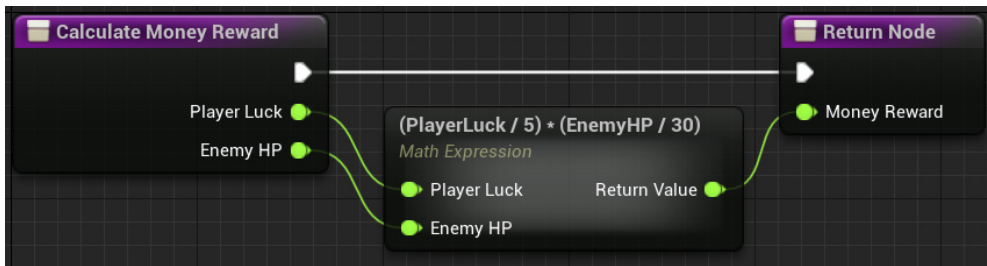 Calculate Money Reward
Player Luck
Enemy HP
(PlayerLuck / 5) * (EnemyHP / 30)
Math Expression
Player Luck Return Value
Enemy HP
Return Node
Money Reward